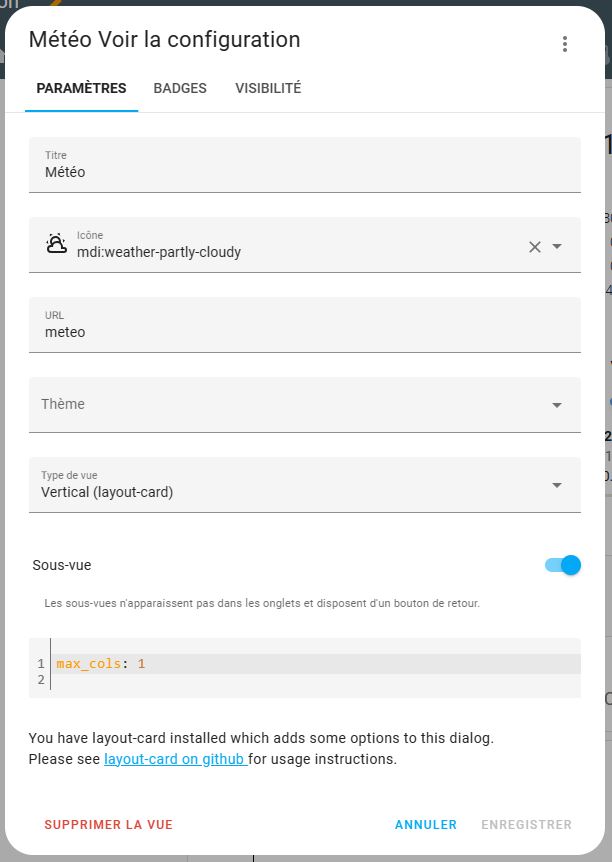 Météo Voir la configuration
PARAMÈTRES BADGES VISIBILITÉ
Titre
Météo
Icône
mdi:weather-partly-cloudy
URL
meteo
Thème
Type de vue
Vertical (layout-card)
Sous-vue
Les sous-vues n'apparaissent pas dans les onglets et disposent d'un bouton de retour.
1 max_cols: 1
2
You have layout-card installed which adds some options to this dialog.
Please see layout-card on github for usage instructions.
SUPPRIMER LA VUE ANNULER ENREGISTRER